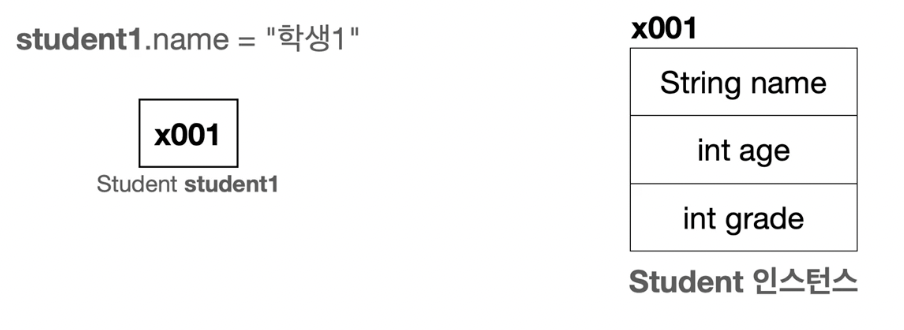 student1.name = "학생1"
x001
Student student1
x001
String name
int age
int grade
Student 인스턴스